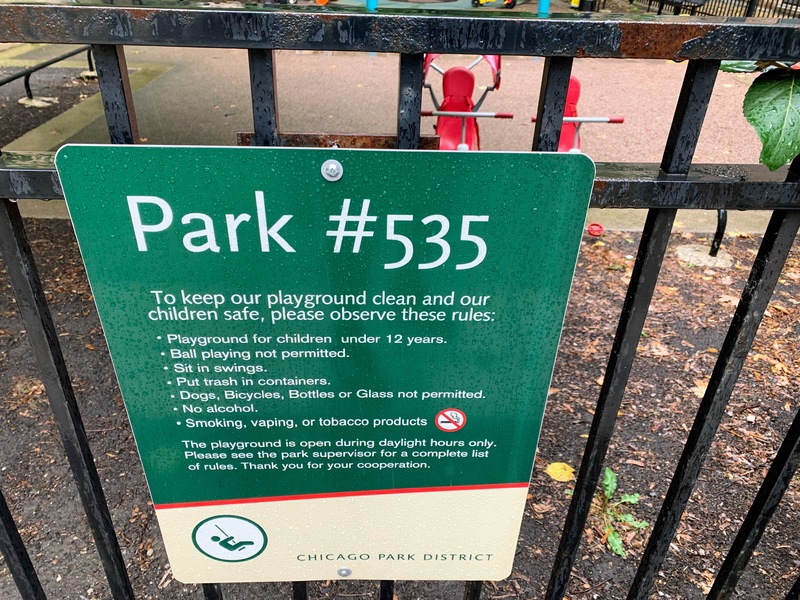 Park #535
To keep our playground clean and our
children safe, please observe these rules:
• Playground for children under 12 years.
• Ball playing not permitted.
• Sit in swings.
• Put trash in containers.
• Dogs, Bicycles, Bottles or Glass not permitted.
• No alcohol.
• Smoking, vaping, or tobacco products
The playground is open during daylight hours only.
Please see the park supervisor for a complete list
of rules. Thank you for your cooperation.
CHICAGO PARK DISTRICT